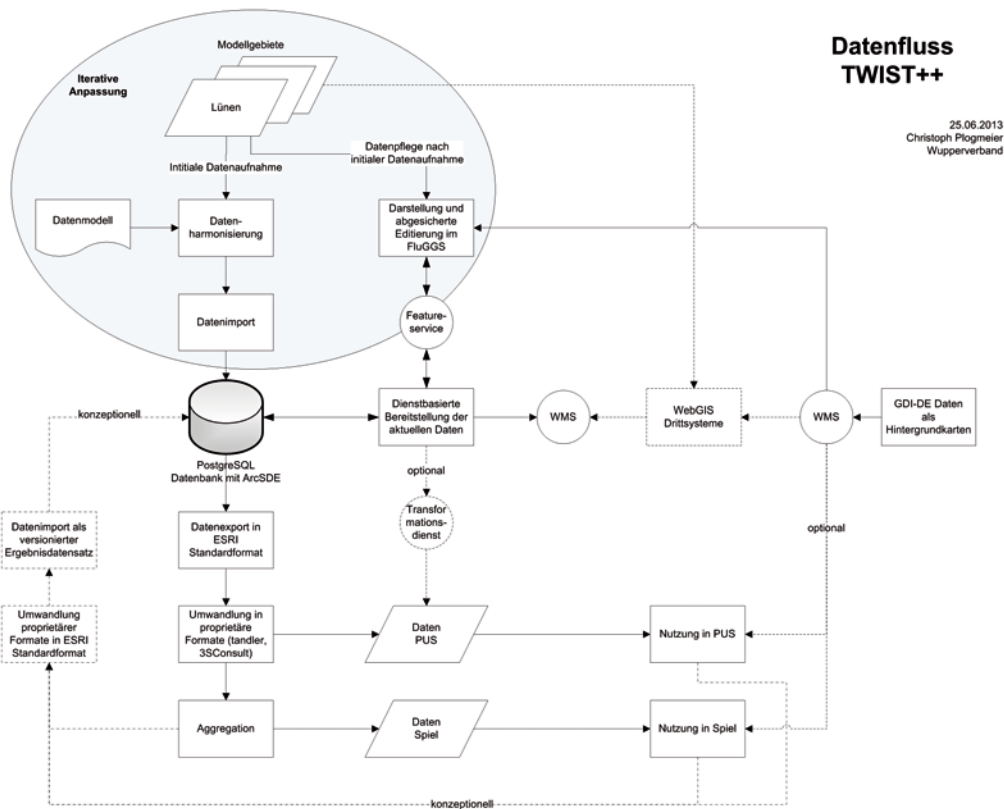 Datenfluss
TWIST++
25.06.2013
Christoph Plogmeier
Wupperverband
Modellgebiete
Iterative
Anpassung
Lünen
Datenpflege nach
initialer Datenaufnahme
Intitiale Datenaufnahme
Datenmodell
Daten-
harmonisierung
Darstellung und
abgesicherte
Editierung im
FluGGS
Datenimport
Feature-
service
konzeptionell
Dienstbasierte
Bereitstellung der
aktuellen Daten
WMS
WebGIS
Drittsysteme
WMS
GDI-DE Daten
als
Hintergrundkarten
PostgreSQL
Datenbank mit ArcSDE
optional
Datenimport als
versionierter
Ergebnisdatensatz
Datenexport in
ESRI
Standardformat
Transfor
mations-
dienst
optional
Umwandlung
proprietärer
Formate in ESRI
Standardformat
Umwandlung in
proprietäre
Formate (tandler,
3SConsult)
Daten
PUS
Nutzung in PUS
Aggregation
Daten
Spiel
Nutzung in Spiel
konzeptionell